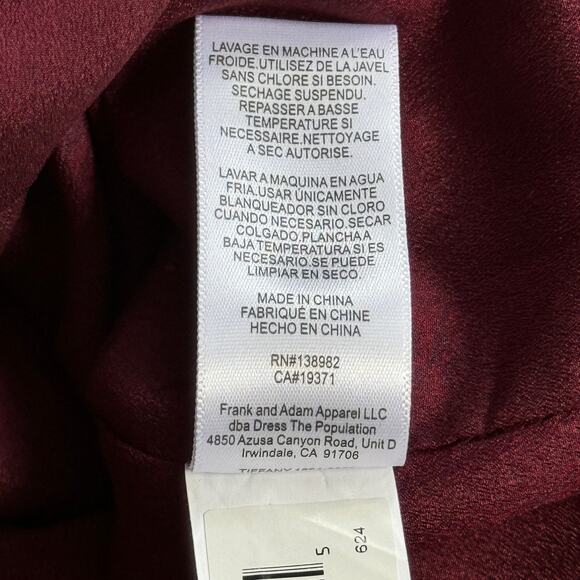 LAVAGE EN MACHINE A L'EAU
FROIDE.UTILISEZ DE LA JAVEL
SANS CHLORE SI BESOIN.
SECHAGE SUSPENDU.
REPASSER A BASSE
TEMPERATURE SI
NECESSAIRE.NETTOYAGE
A SEC AUTORISE.
LAVAR A MAQUINA EN AGUA
FRIA.USAR ÚNICAMENTE
BLANQUEADOR SIN CLORO
CUANDO NECESARIO.SECAR
COLGADO.PLANCHA A
BAJA TEMPERATURA SI ES
NECESARIO.SE PUEDE
LIMPIAR EN SECO.
MADE IN CHINA
FABRIQUÉ EN CHINE
HECHO EN CHINA
RN#138982
CA#19371
Frank and Adam Apparel LLC
dba Dress The Population
4850 Azusa Canyon Road, Unit D
Irwindale, CA 91706
TIFFANY
5
624